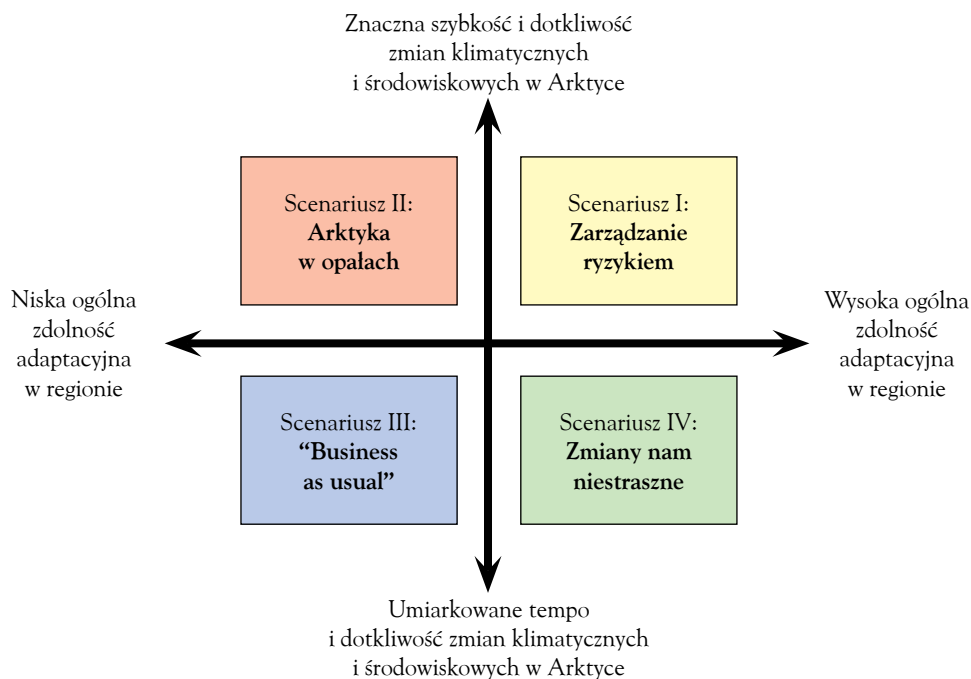 Znaczna szybkość i dotkliwość
zmian klimatycznych
i środowiskowych w Arktyce
Scenariusz II:
Arktyka
w opałach
Scenariusz I:
Zarządzanie
ryzykiem
Niska ogólna
zdolność
adaptacyjna
w regionie
Wysoka ogólna
zdolność
adaptacyjna
w regionie
Scenariusz III:
“Business
as usual”
Scenariusz IV:
Zmiany nam
niestraszne
Umiarkowane tempo
i dotkliwość zmian klimatycznych
i środowiskowych w Arktyce